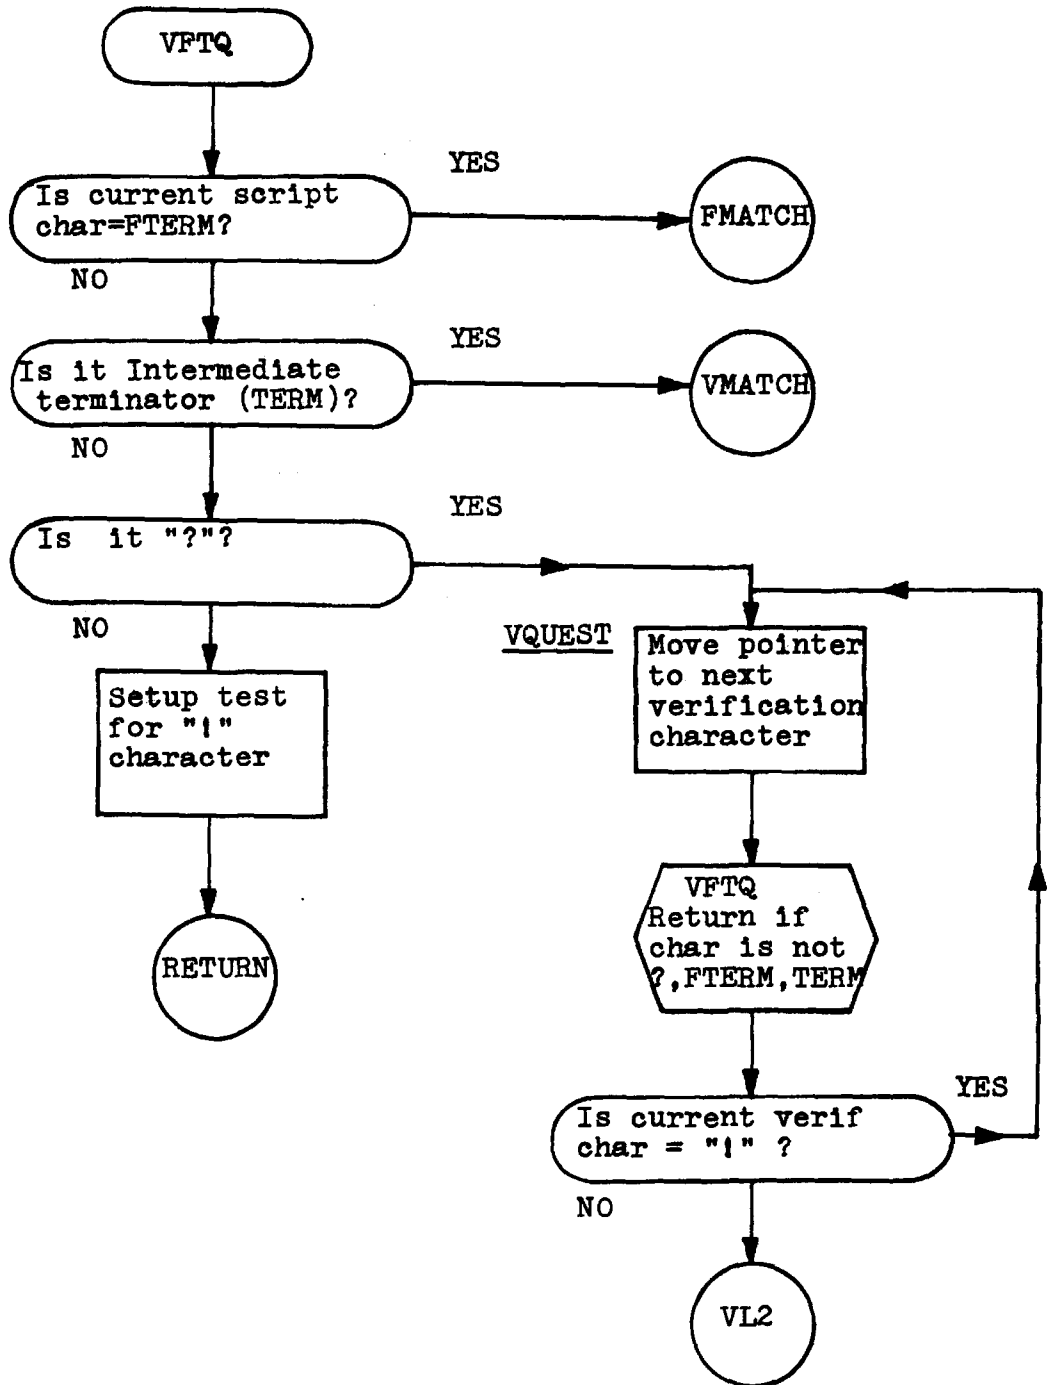 VFTQ
Is current script
char=FTERM?
YES
FMATCH
NO
Is it Intermediate
terminator (TERM)?
YES
VMATCH
NO
Is it "?"?
YES
NO
Setup test
for "!"
character
RETURN
VQUEST
Move pointer
to next
verification
character
VFTQ
Return if
char is not
?,FTERM,TERM
Is current verif
char = "!" ?
YES
NO
VL2